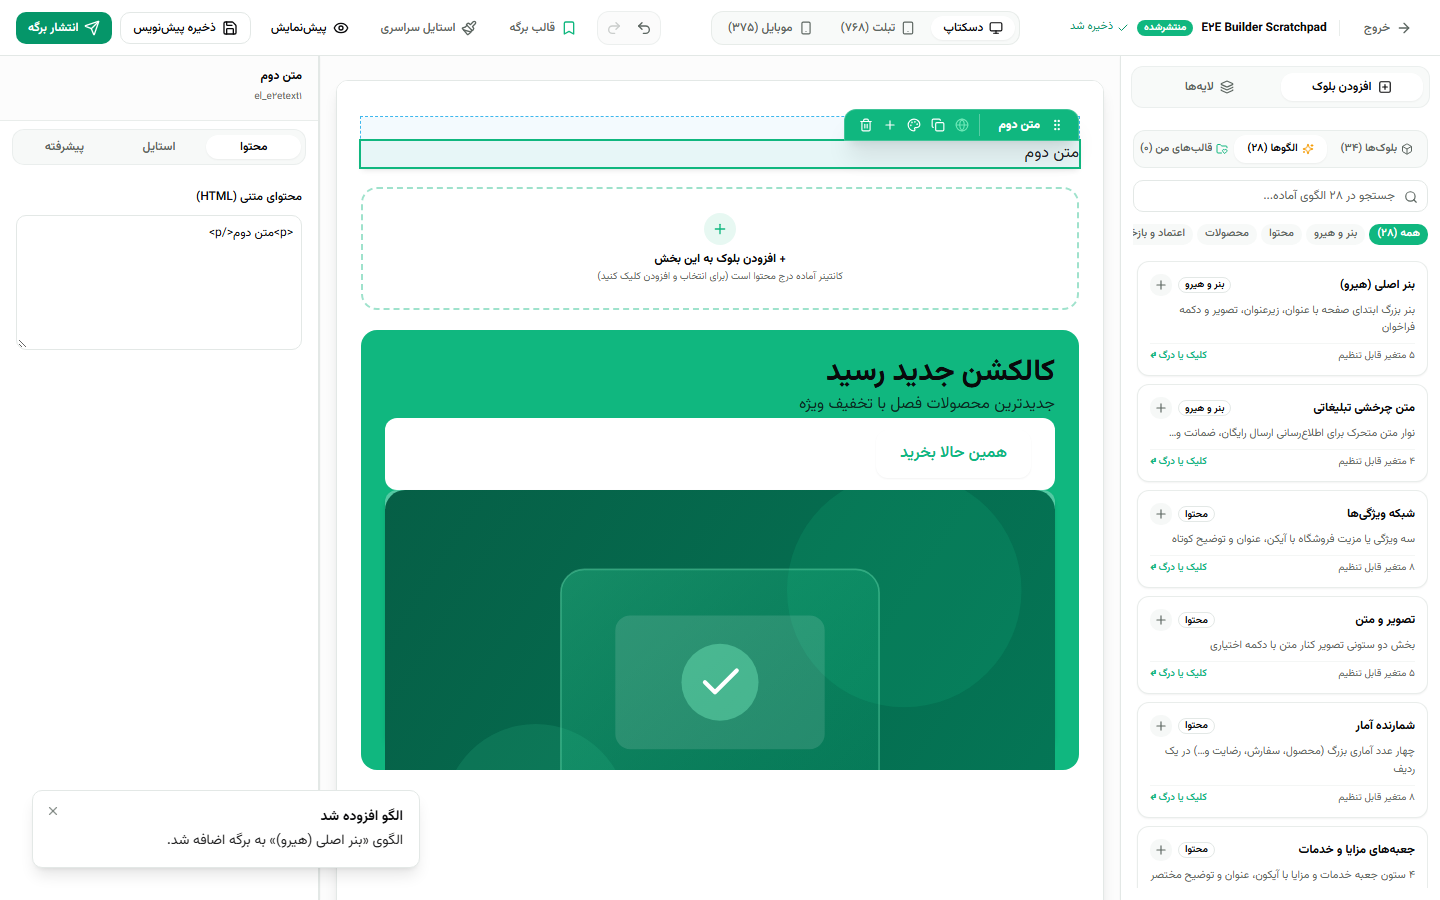 خروج
E۲E Builder Scratchpad
منتشرشده
ذخیره شد
دسکتاپ
تبلت (۷۶۸)
موبایل (۳۷۵)
قالب برگه
استایل سراسری
پیش‌نمایش
ذخیره پیش‌نویس
انتشار برگه
افزودن بلوک
لایه‌ها
بلوک‌ها (۳۴)
الگوها (۲۸)
قالب‌های من (۰)
جستجو در ۲۸ الگوی آماده...
همه (۲۸)
بنر و هیرو
محتوا
محصولات
اعتماد و بازخ
بنر اصلی (هیرو)
بنر و هیرو
بنر بزرگ ابتدای صفحه با عنوان، زیرعنوان، تصویر و دکمه
فراخوان
۵ متغیر قابل تنظیم
کلیک یا درگ
متن چرخشی تبلیغاتی
بنر و هیرو
نوار متن متحرک برای اطلاع‌رسانی ارسال رایگان، ضمانت و...
۴ متغیر قابل تنظیم
کلیک یا درگ
شبکه ویژگی‌ها
محتوا
سه ویژگی یا مزیت فروشگاه با آیکن، عنوان و توضیح کوتاه
۸ متغیر قابل تنظیم
کلیک یا درگ
تصویر و متن
محتوا
بخش دو ستونی تصویر کنار متن با دکمه اختیاری
۵ متغیر قابل تنظیم
کلیک یا درگ
شمارنده آمار
محتوا
چهار عدد آماری بزرگ (محصول، سفارش، رضایت و...) در یک
ردیف
۸ متغیر قابل تنظیم
کلیک یا درگ
جعبه‌های مزایا و خدمات
محتوا
۴ ستون جعبه خدمات و مزایا با آیکون، عنوان و توضیح مختصر
متن دوم
متن دوم
+ افزودن بلوک به این بخش
کانتینر آماده درج محتوا است (برای انتخاب و افزودن کلیک کنید)
کالکشن جدید رسید
جدیدترین محصولات فصل با تخفیف ویژه
همین حالا بخرید
متن دوم
el_e۲etext۱
محتوا
استایل
پیشرفته
محتوای متنی (HTML)
<p>متن دوم</p>
الگو افزوده شد
الگوی «بنر اصلی (هیرو)» به برگه اضافه شد.